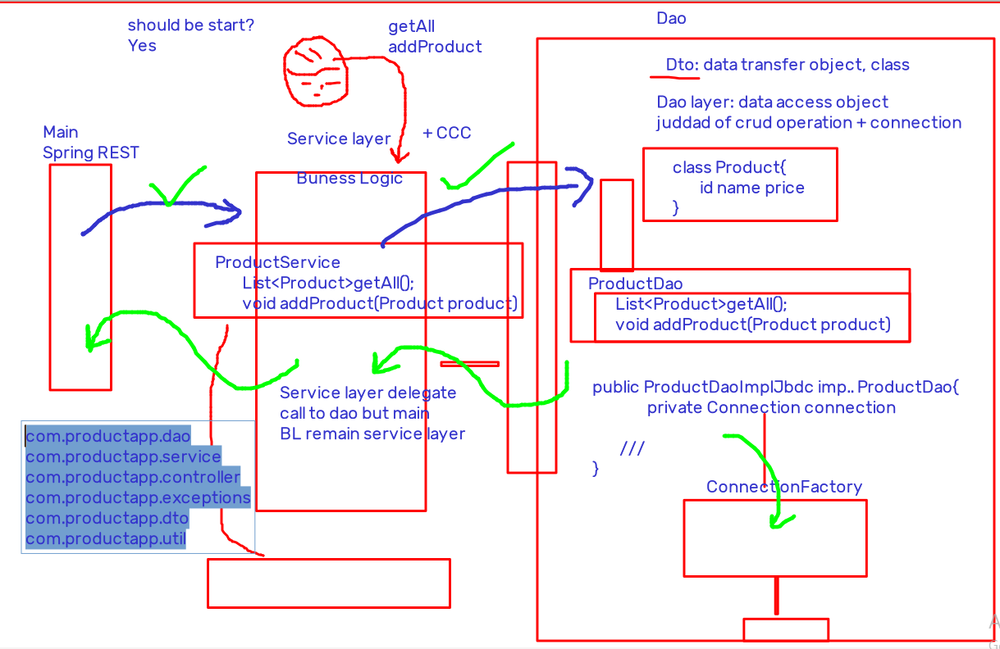 should be start?
Yes
getAll
addProduct
Dao
Dto: data transfer object, class
Dao layer: data access object
juddad of crud operation + connection
Main
Spring REST
Service layer
+ CCC
Buness Logic
class Product{
id name price
}
ProductService
List<Product>getAll();
void addProduct(Product product)
ProductDao
List<Product>getAll();
void addProduct(Product product)
Service layer delegate
call to dao but main
BL remain service layer
public ProductDaoImplJbdc imp.. ProductDao{
private Connection connection
///
}
ConnectionFactory
com.productapp.dao
com.productapp.service
com.productapp.controller
com.productapp.exceptions
com.productapp.dto
com.productapp.util